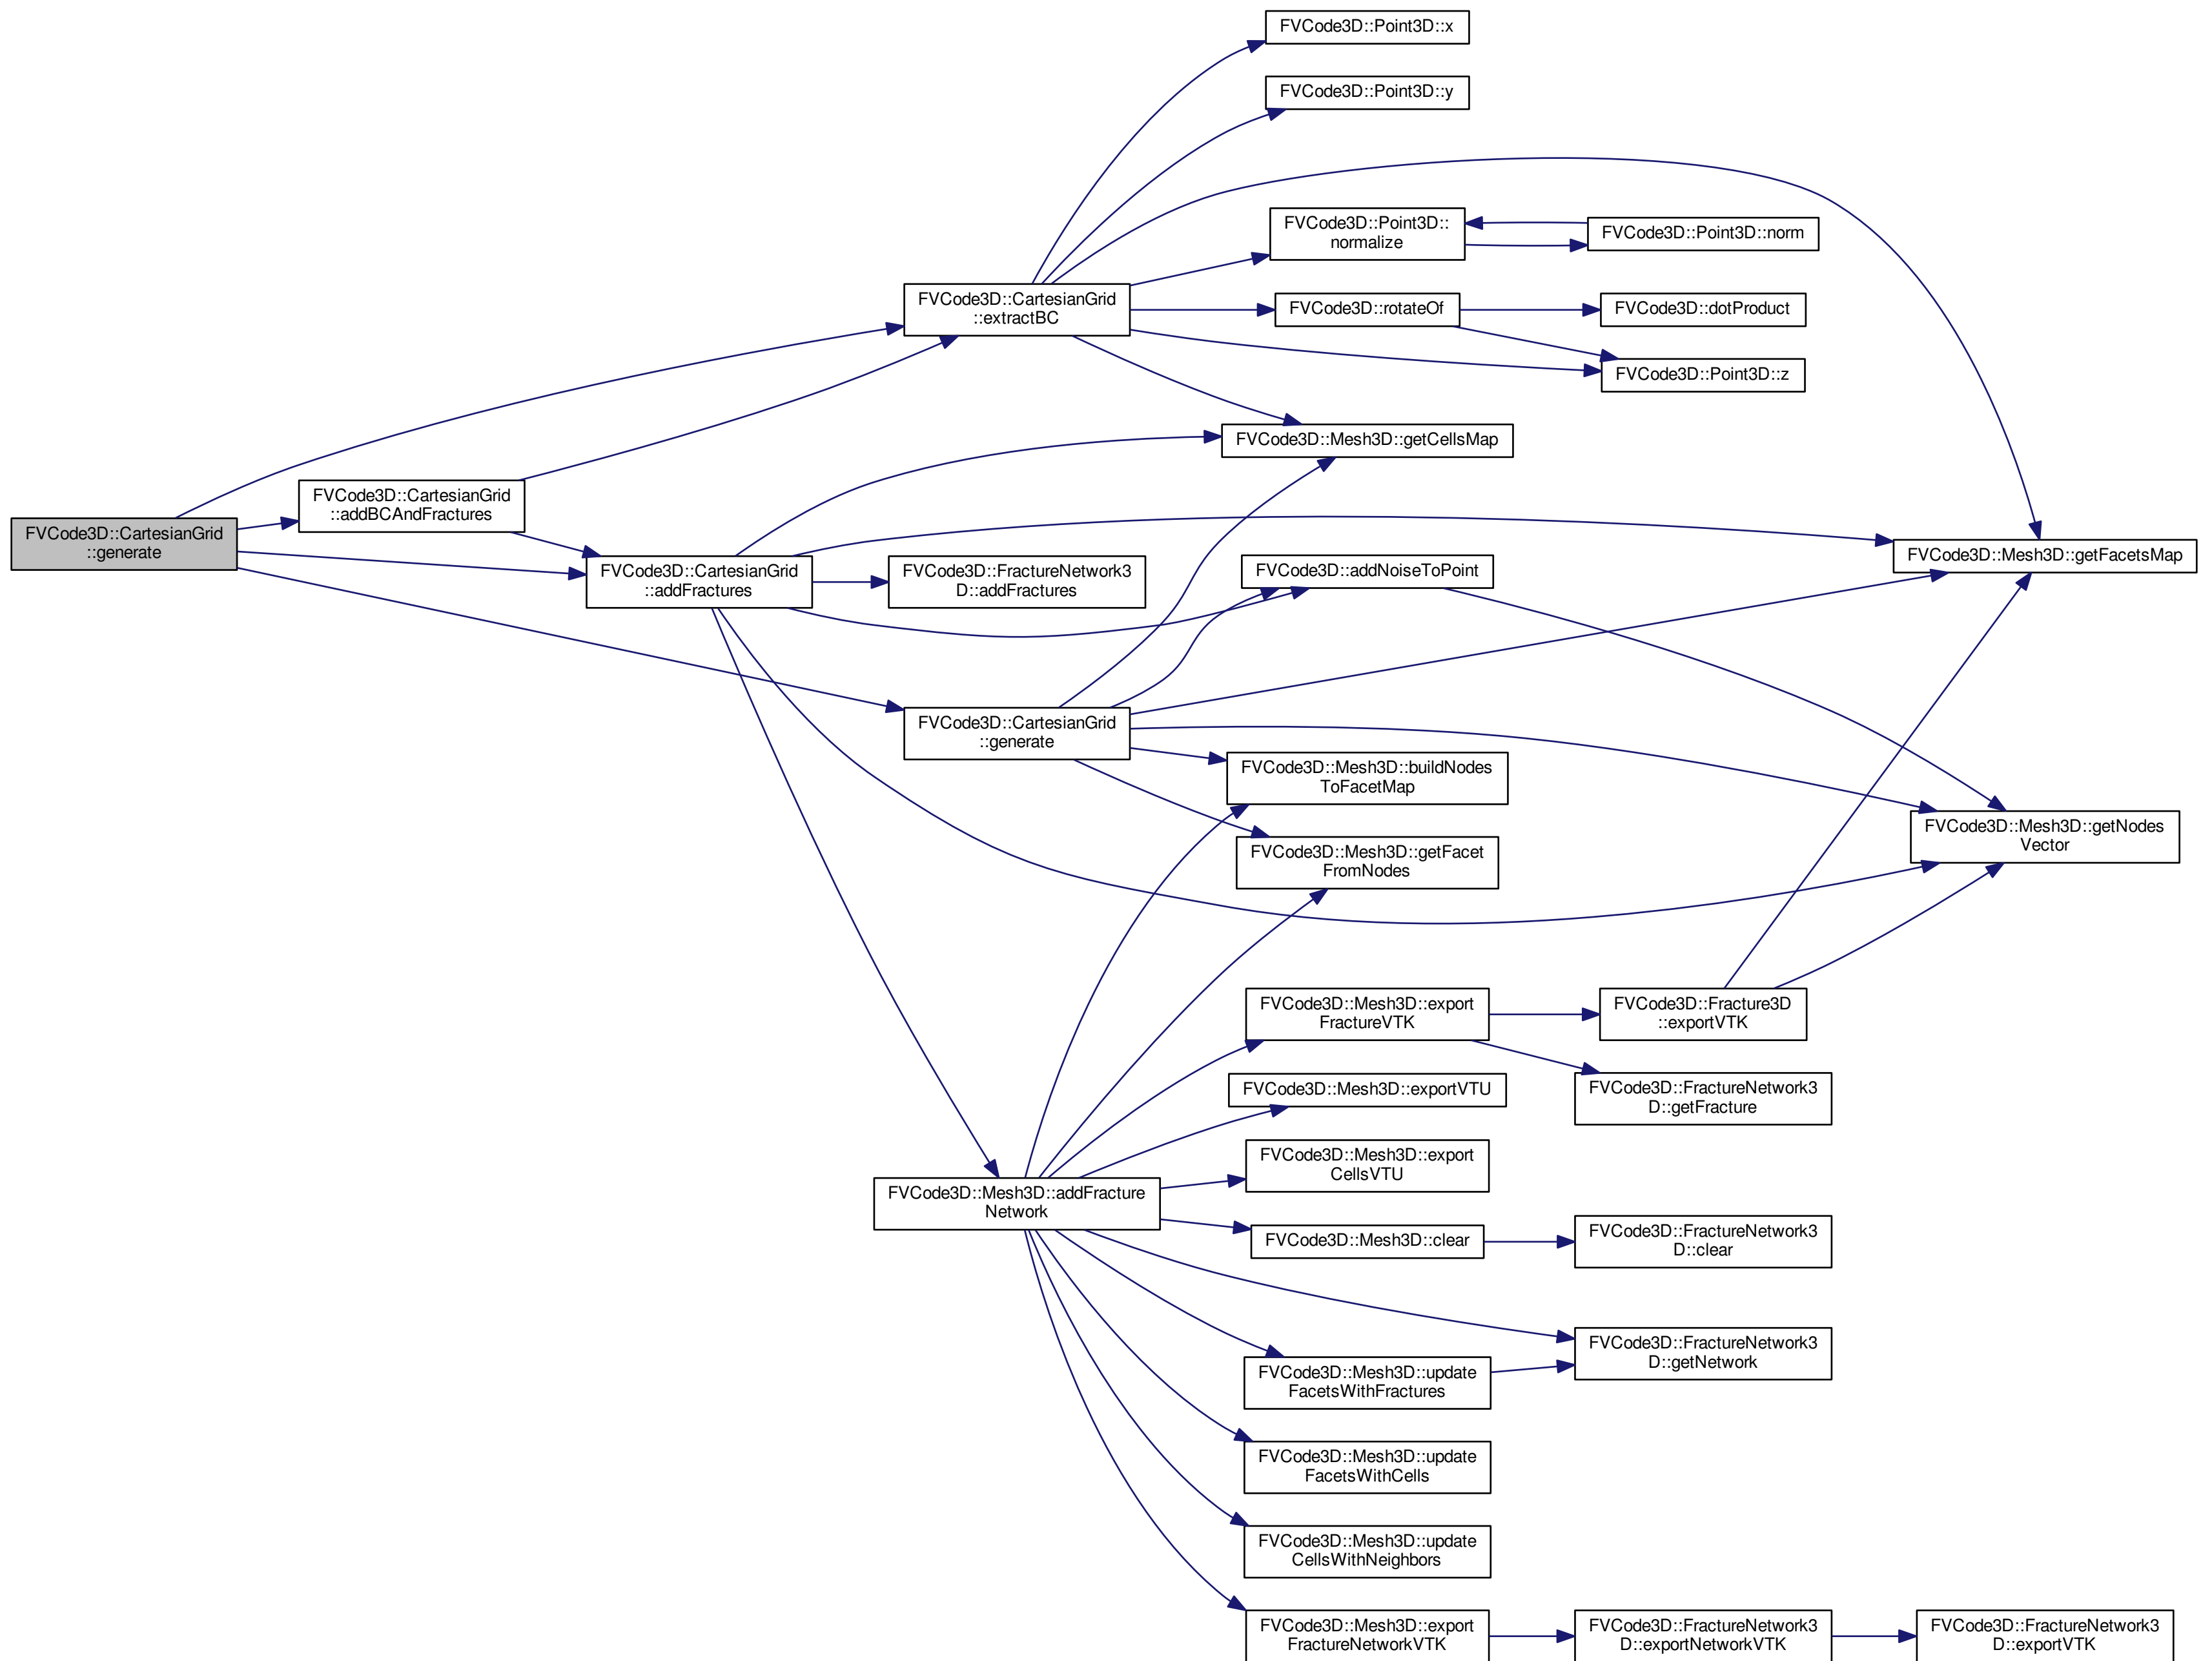 FVCode3D::Point3D::x
FVCode3D::Point3D::y
FVCode3D::Point3D::
normalize
FVCode3D::Point3D::norm
FVCode3D::CartesianGrid
::extractBC
FVCode3D::rotateOf
FVCode3D::dotProduct
FVCode3D::Point3D::z
FVCode3D::Mesh3D::getCellsMap
FVCode3D::CartesianGrid
::addBCAndFractures
FVCode3D::CartesianGrid
::generate
FVCode3D::CartesianGrid
::addFractures
FVCode3D::FractureNetwork3
D::addFractures
FVCode3D::addNoiseToPoint
FVCode3D::Mesh3D::getFacetsMap
FVCode3D::CartesianGrid
::generate
FVCode3D::Mesh3D::buildNodes
ToFacetMap
FVCode3D::Mesh3D::getFacet
FromNodes
FVCode3D::Mesh3D::getNodes
Vector
FVCode3D::Mesh3D::export
FractureVTK
FVCode3D::Fracture3D
::exportVTK
FVCode3D::Mesh3D::exportVTU
FVCode3D::FractureNetwork3
D::getFracture
FVCode3D::Mesh3D::export
CellsVTU
FVCode3D::Mesh3D::addFracture
Network
FVCode3D::Mesh3D::clear
FVCode3D::FractureNetwork3
D::clear
FVCode3D::FractureNetwork3
D::getNetwork
FVCode3D::Mesh3D::update
FacetsWithFractures
FVCode3D::Mesh3D::update
FacetsWithCells
FVCode3D::Mesh3D::update
CellsWithNeighbors
FVCode3D::Mesh3D::export
FractureNetworkVTK
FVCode3D::FractureNetwork3
D::exportNetworkVTK
FVCode3D::FractureNetwork3
D::exportVTK